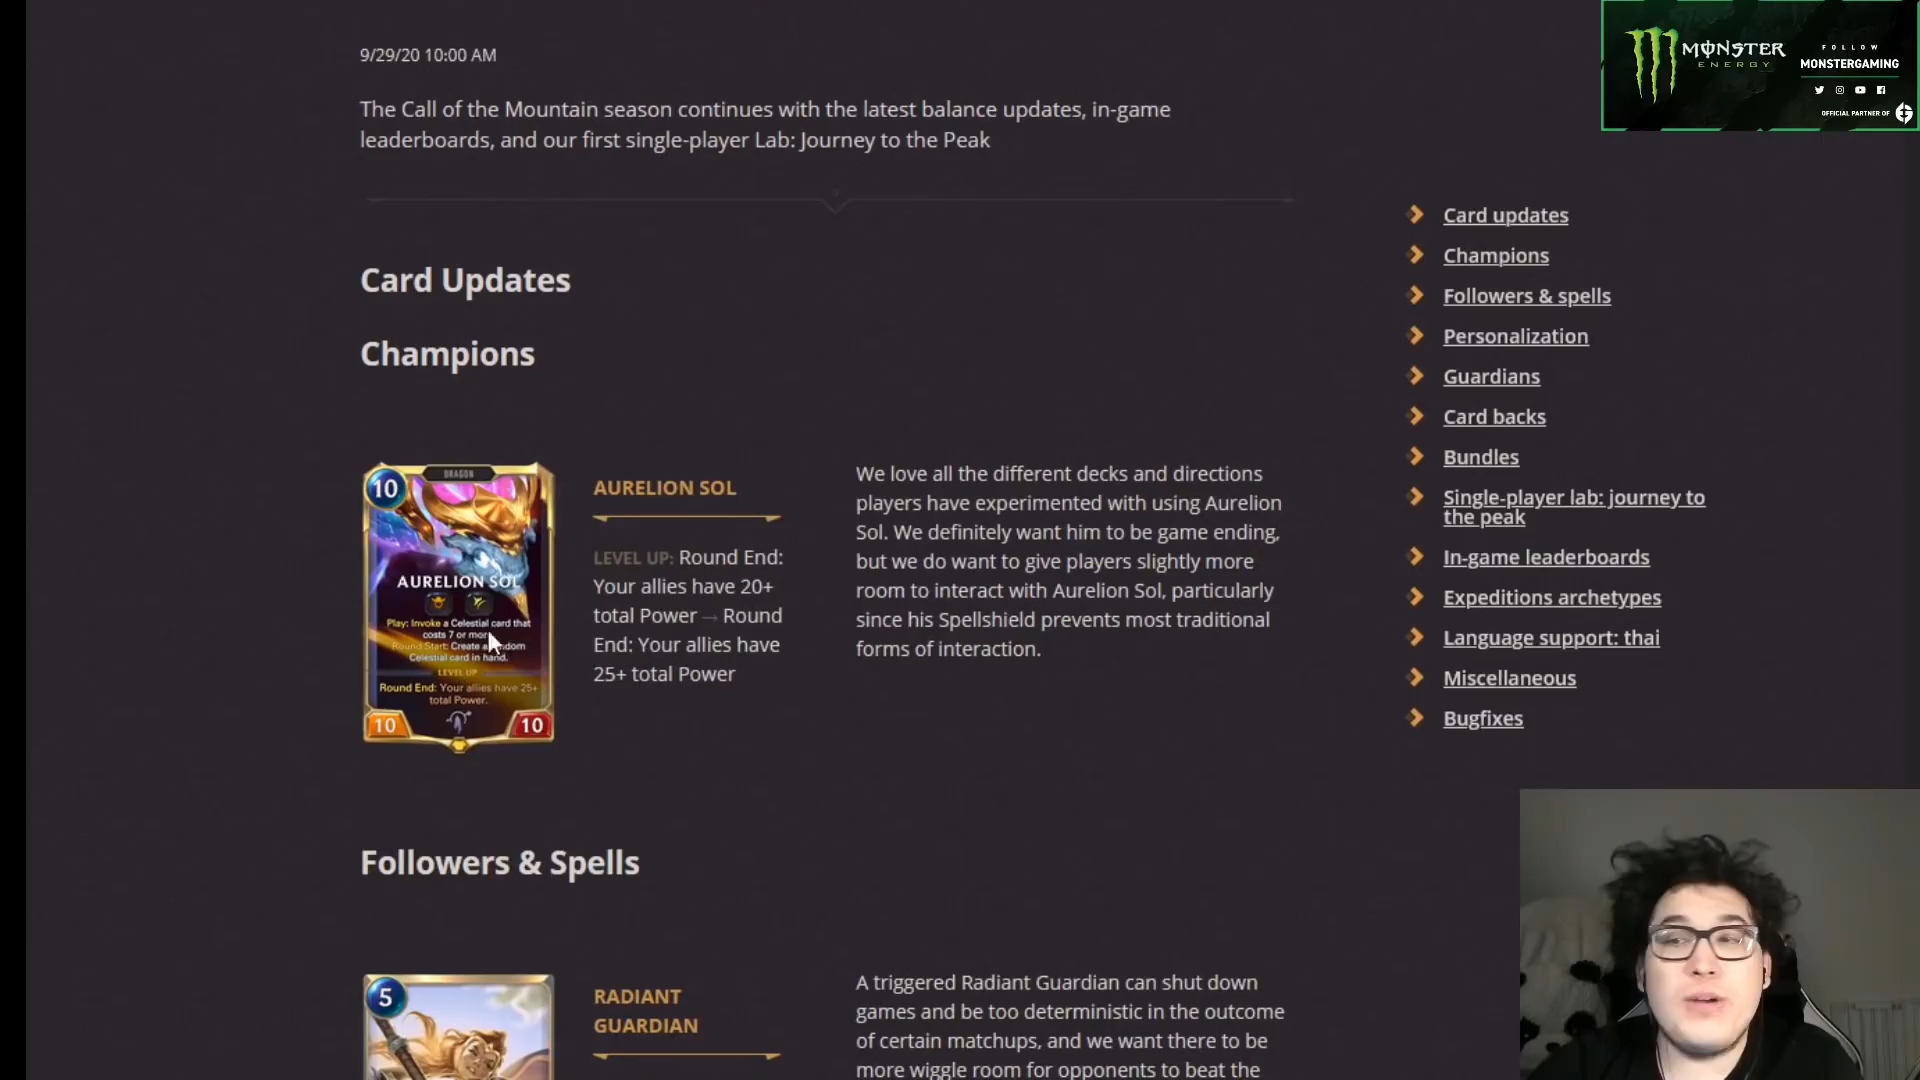 9/29/20 10:00 AM
The Call of the Mountain season continues with the latest balance updates, in-game
leaderboards, and our first single-player Lab: Journey to the Peak
Card Updates
Champions
DRAGON
10
AURELION SOL
Play: Invoke a Celestial card that
costs 7 or more.
Round Start: Create a random
Celestial card in hand.
LEVEL UP
Round End: Your allies have 25+
total Power.
10
10
AURELION SOL
LEVEL UP: Round End:
Your allies have 20+
total Power → Round
End: Your allies have
25+ total Power
We love all the different decks and directions
players have experimented with using Aurelion
Sol. We definitely want him to be game ending,
but we do want to give players slightly more
room to interact with Aurelion Sol, particularly
since his Spellshield prevents most traditional
forms of interaction.
Followers & Spells
5
RADIANT
GUARDIAN
A triggered Radiant Guardian can shut down
games and be too deterministic in the outcome
of certain matchups, and we want there to be
more wiggle room for opponents to beat the
Card updates
Champions
Followers & spells
Personalization
Guardians
Card backs
Bundles
Single-player lab: journey to
the peak
In-game leaderboards
Expeditions archetypes
Language support: thai
Miscellaneous
Bugfixes
MONSTER
ENERGY
FOLLOW
MONSTERGAMING
OFFICIAL PARTNER OF